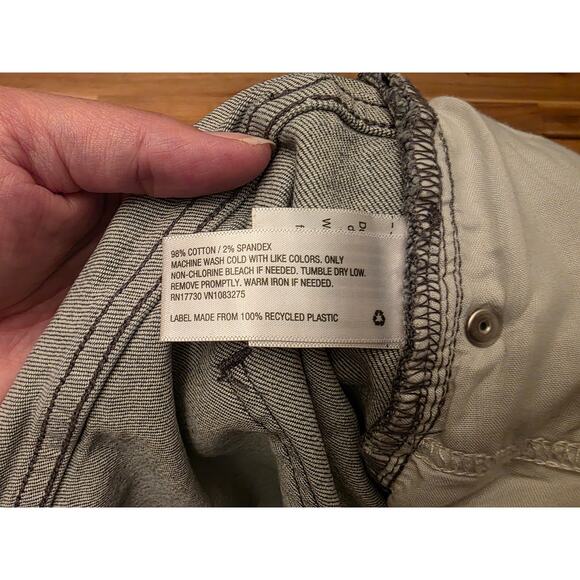 98% COTTON / 2% SPANDEX
MACHINE WASH COLD WITH LIKE COLORS. ONLY
NON-CHLORINE BLEACH IF NEEDED. TUMBLE DRY LOW.
REMOVE PROMPTLY. WARM IRON IF NEEDED.
RN17730 VN1083275
LABEL MADE FROM 100% RECYCLED PLASTIC